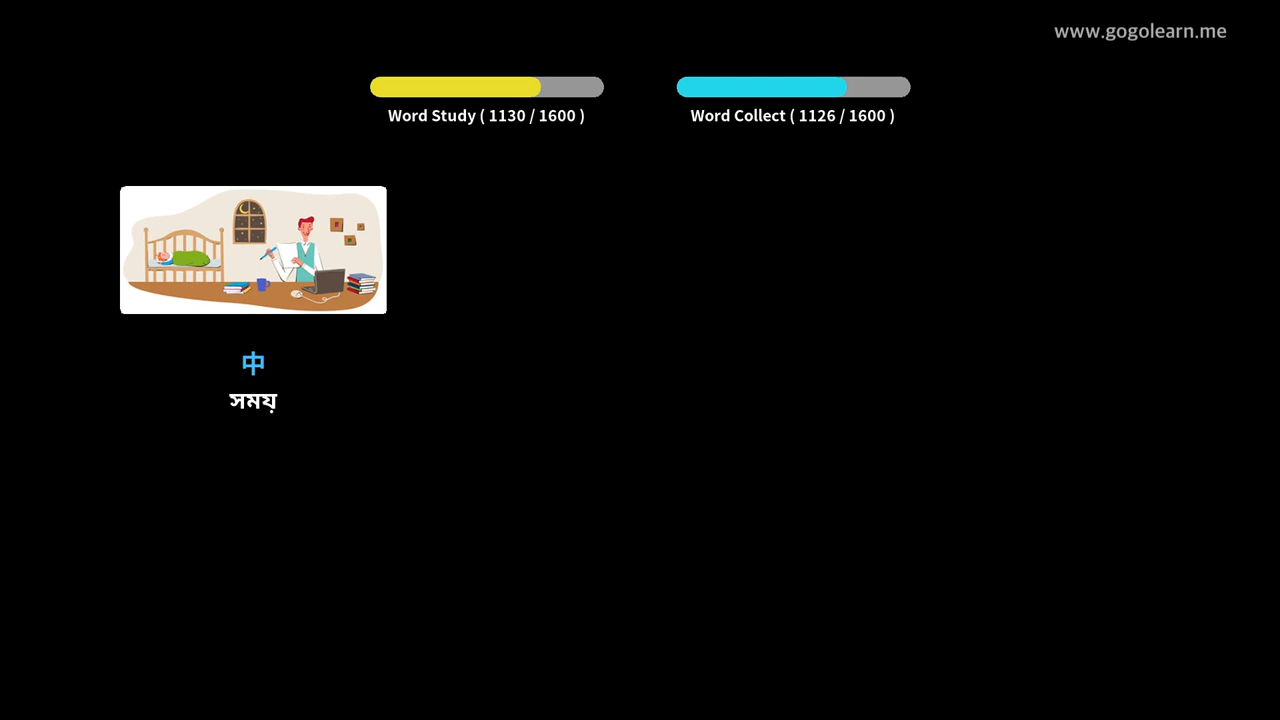 www.gogolearn.me
Word Study ( 1130 / 1600 )
Word Collect ( 1126 / 1600 )
中
সময়